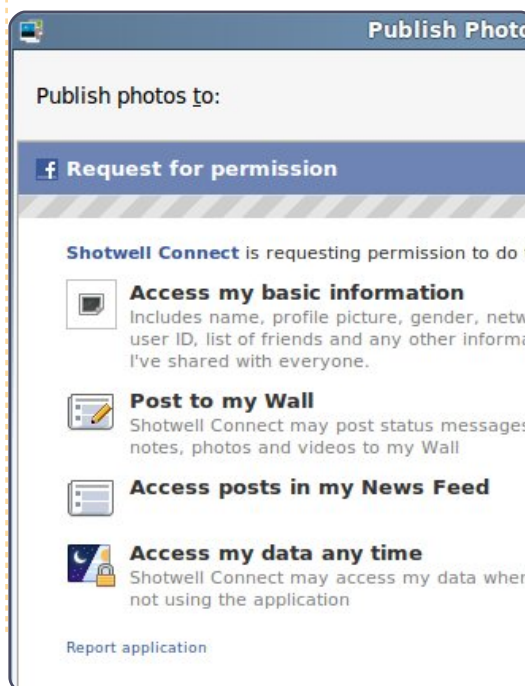 Publish Photo
Publish photos to:
f Request for permission
Shotwell Connect is requesting permission to do
Access my basic information
Includes name, profile picture, gender, netw
user ID, list of friends and any other informa
I've shared with everyone.
Post to my Wall
Shotwell Connect may post status messages
notes, photos and videos to my Wall
Access posts in my News Feed
Access my data any time
Shotwell Connect may access my data when
not using the application
Report application